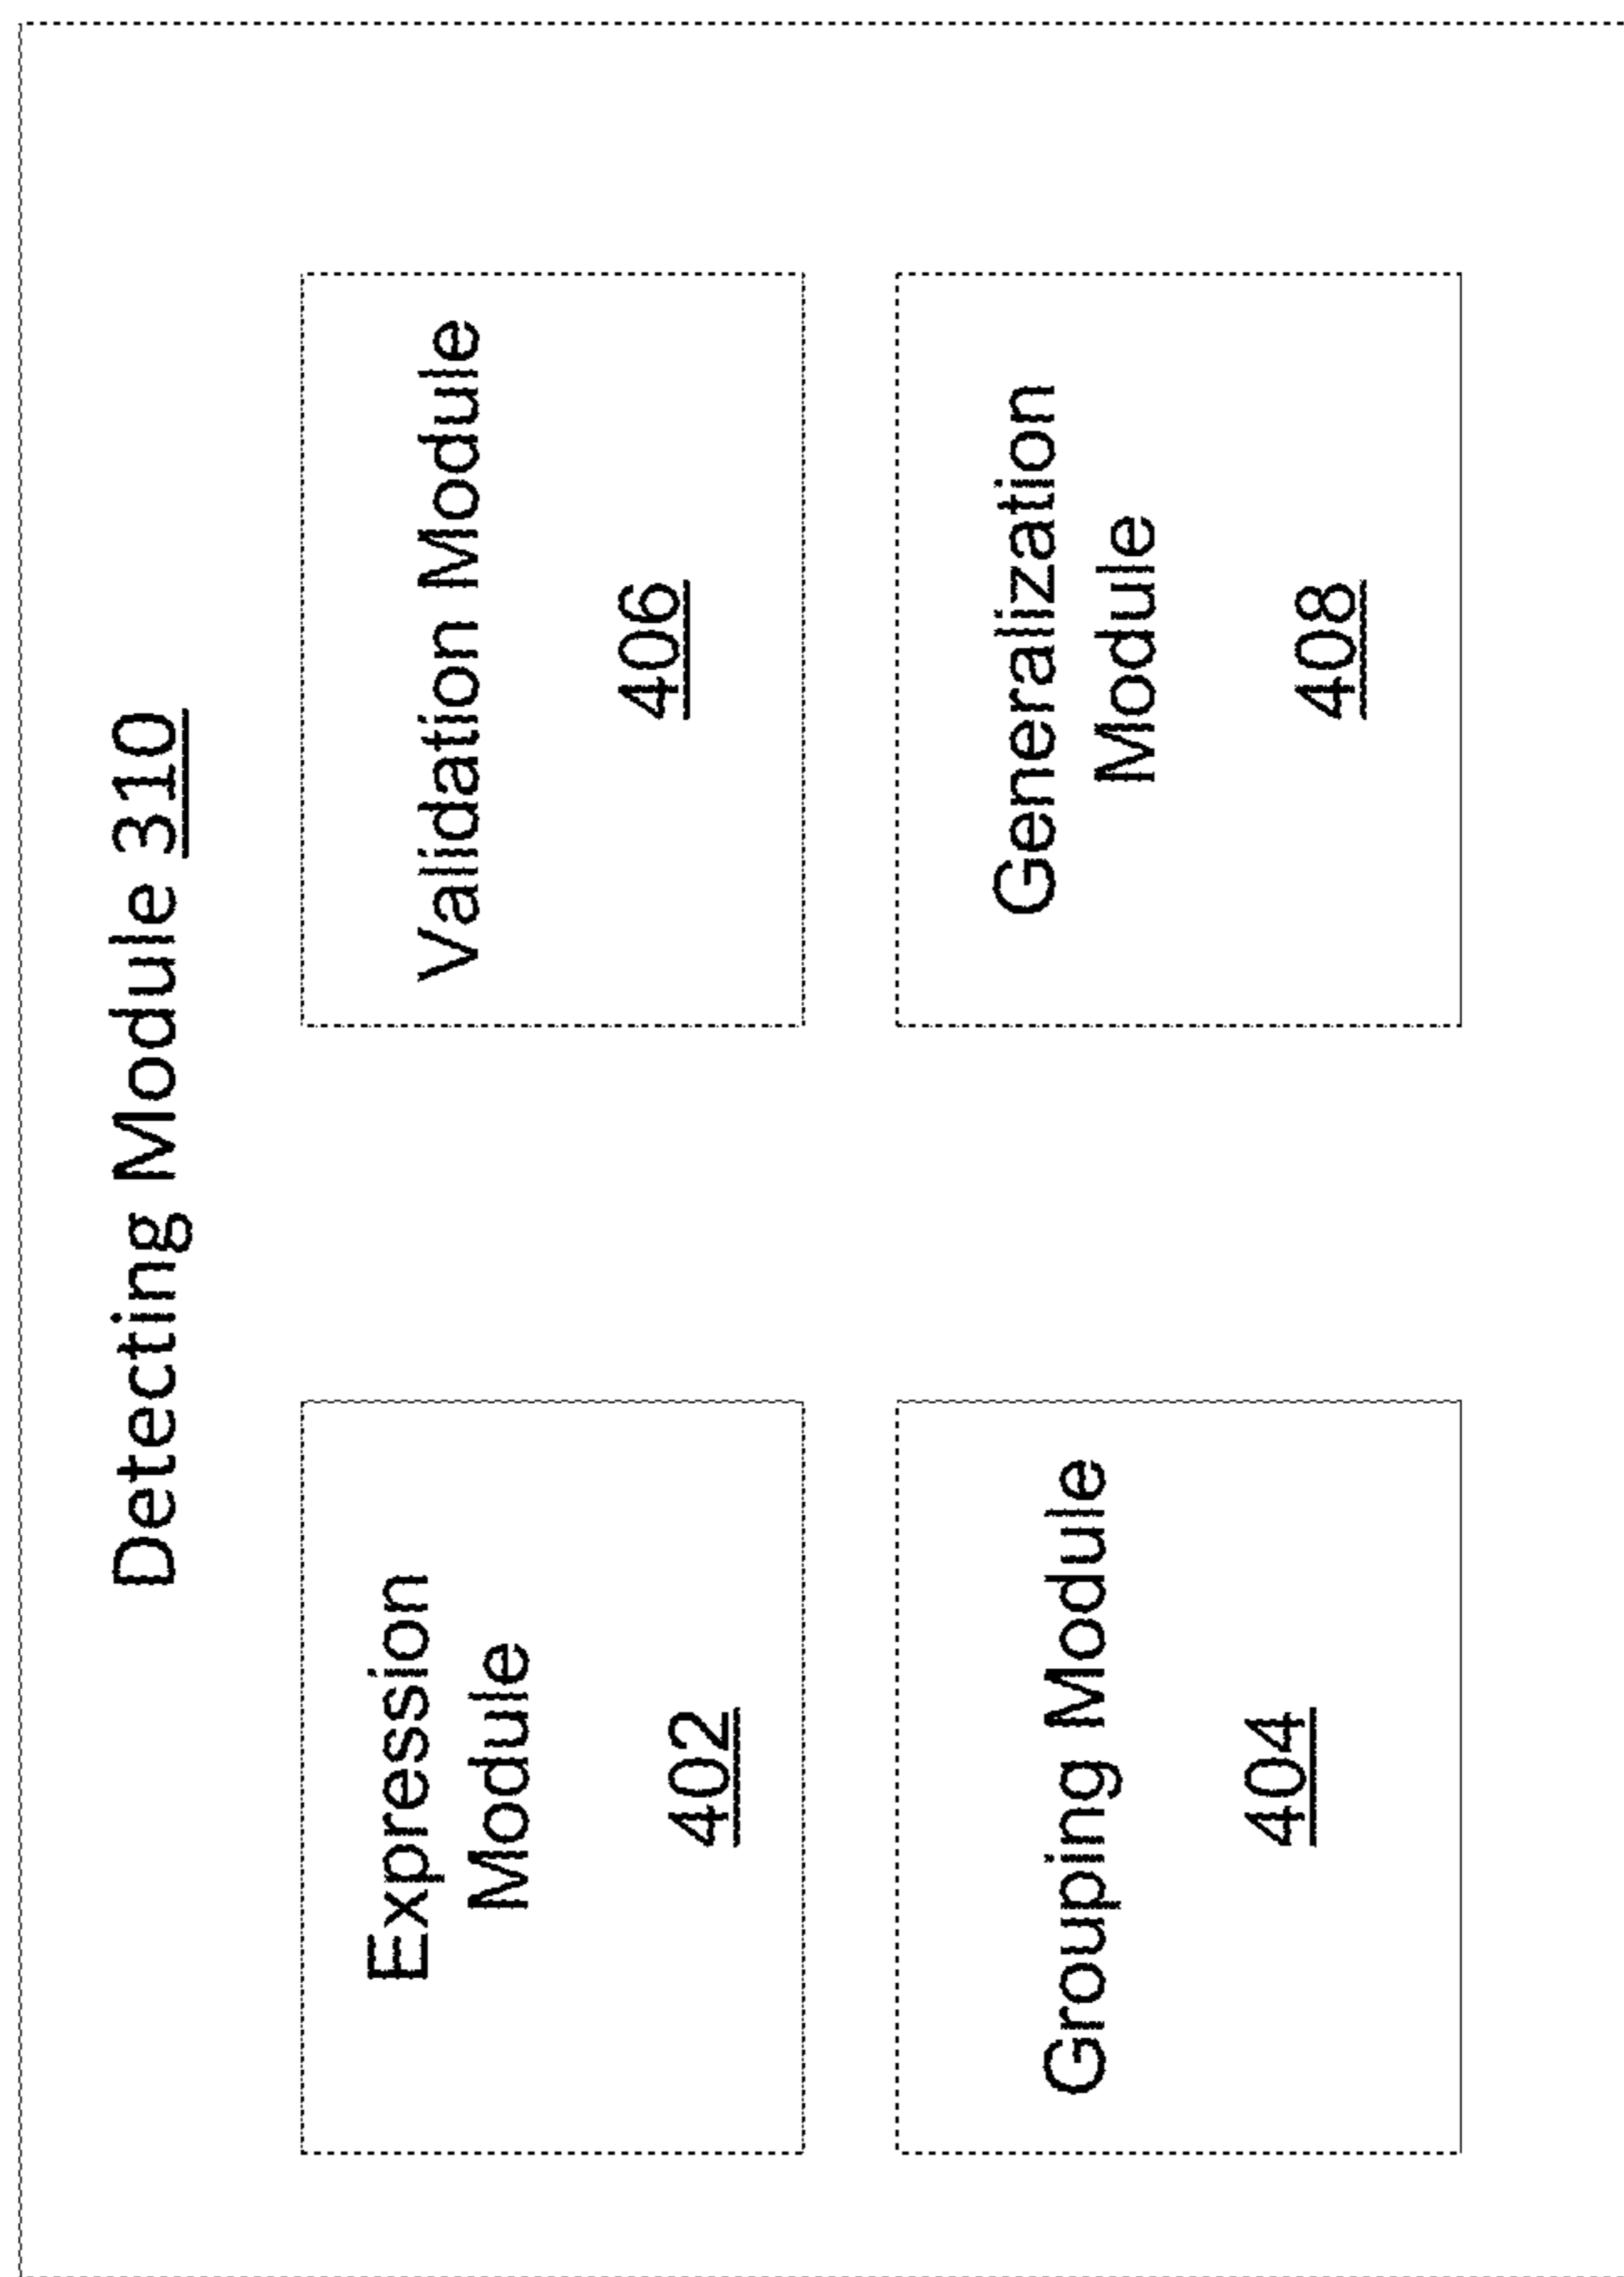 Detecting Module 310
Expression
Module
402
Validation Module
406
Grouping Module
404
Generalization
Module
408